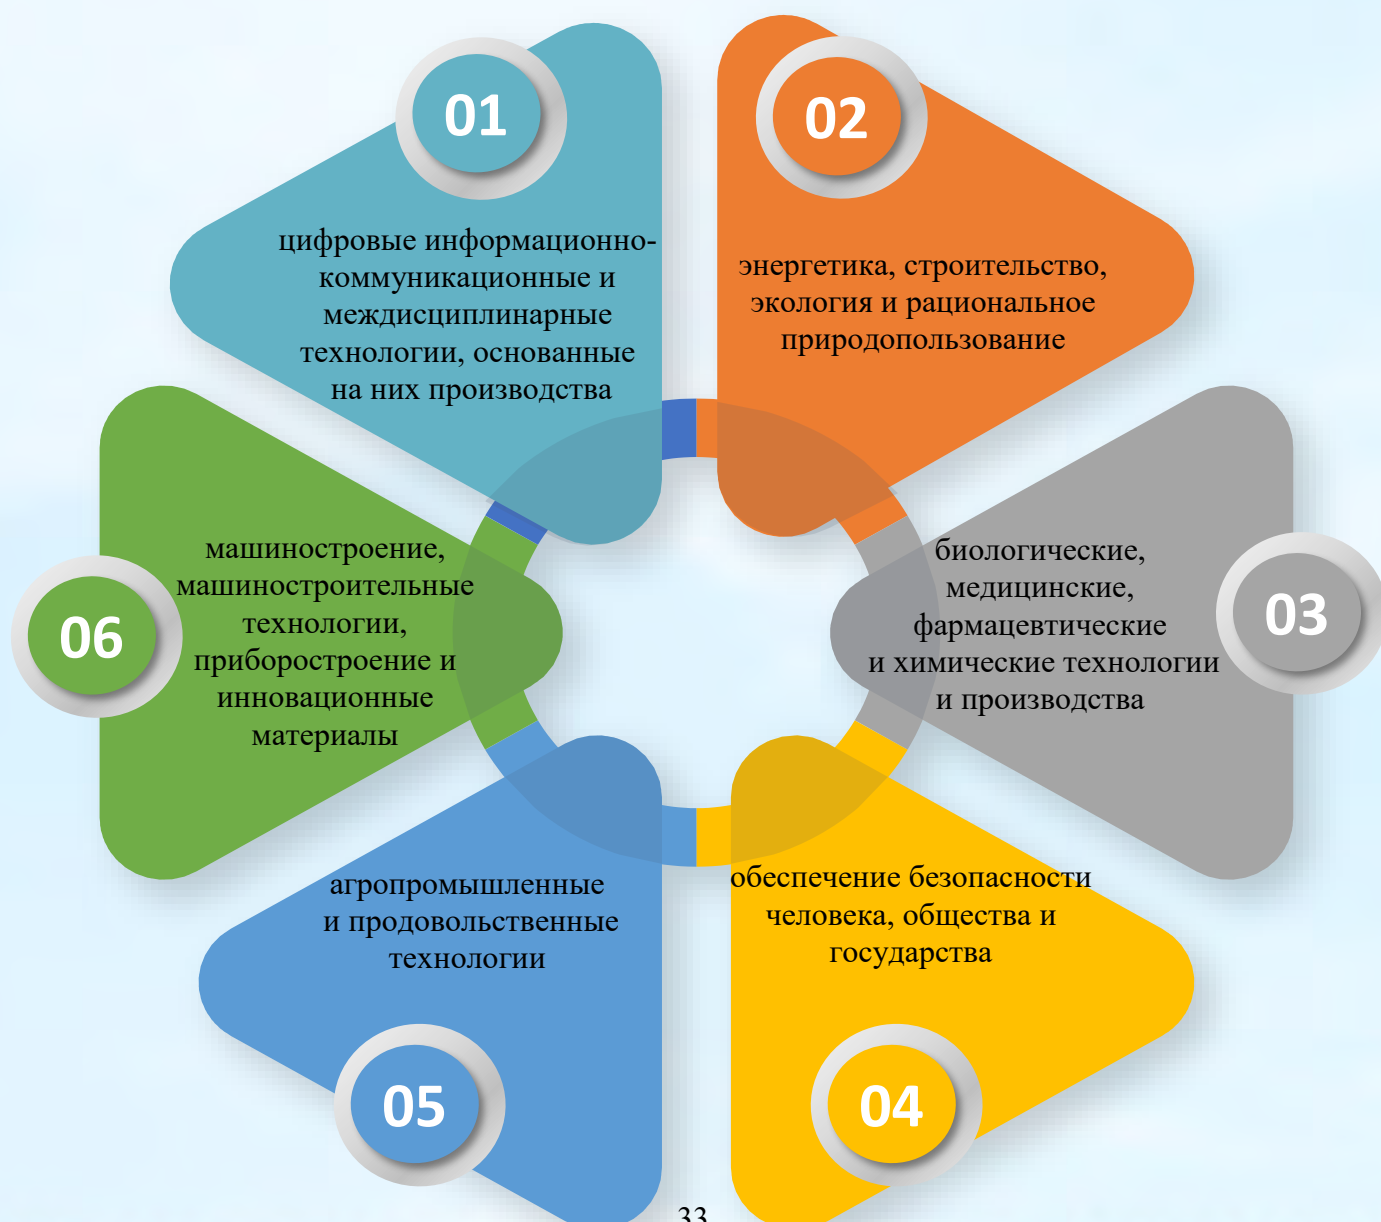 01
цифровые информационно-
коммуникационные и
междисциплинарные
технологии, основанные
на них производства
02
энергетика, строительство,
экология и рациональное
природопользование
03
биологические,
медицинские,
фармацевтические
и химические технологии
и производства
04
обеспечение безопасности
человека, общества и
государства
05
агропромышленные
и продовольственные
технологии
06
машиностроение,
машиностроительные
технологии,
приборостроение и
инновационные
материалы
33